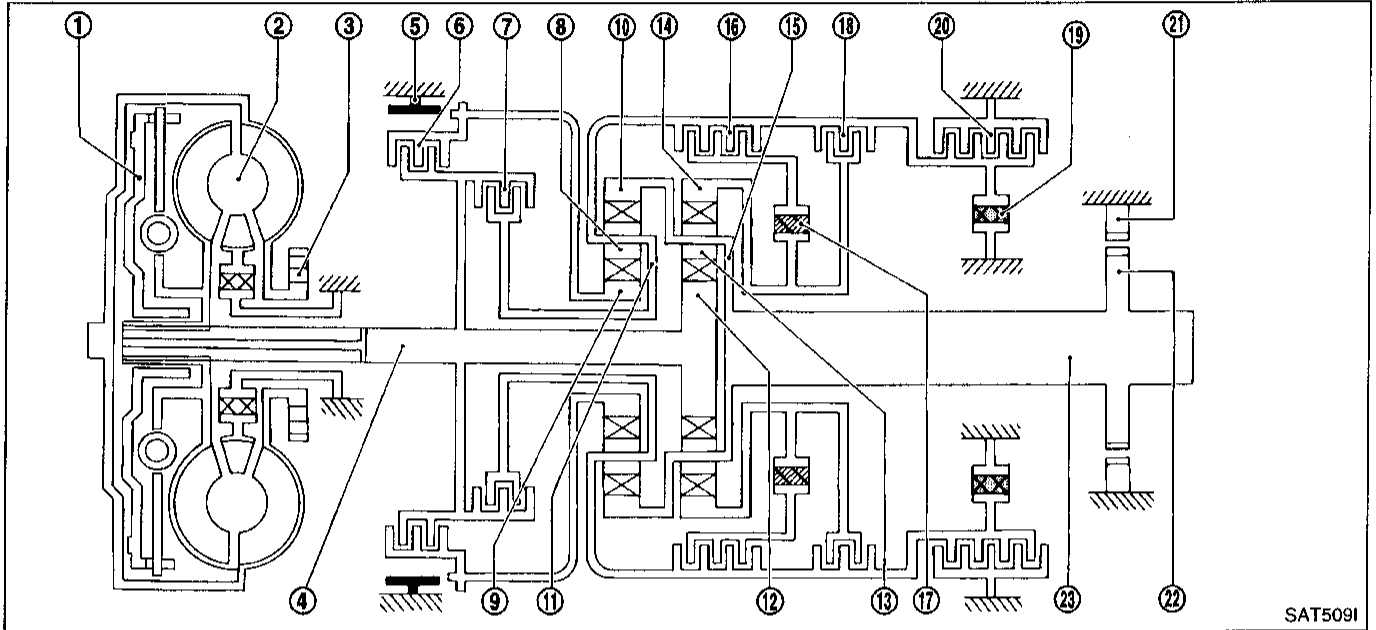 ① ② ③ ⑤ ⑥ ⑦ ⑧ ⑩ ⑭ ⑯ ⑮ ⑱ ⑳ ⑲ ㉑
④ ⑨ ⑪ ⑫ ⑬ ⑰ ㉓ ㉒
SAT509I